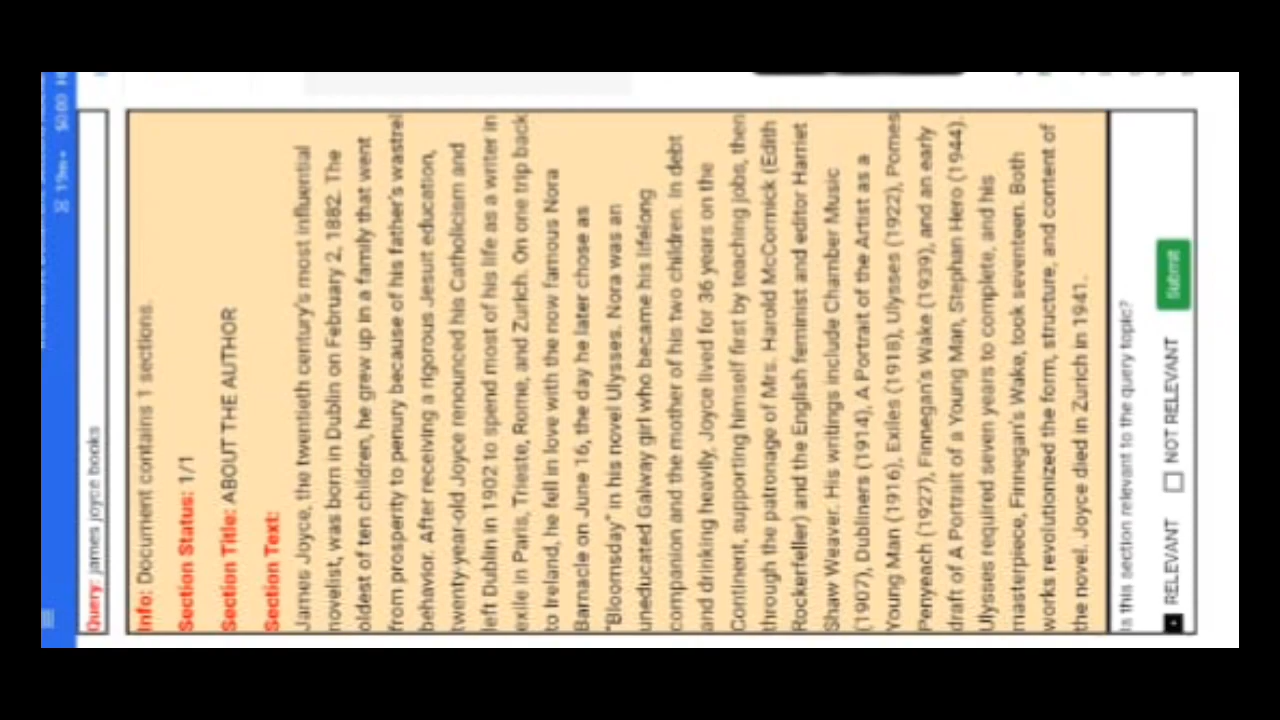 $0.00
Query: james joyce books
Info: Document contains 1 sections.
Section Status: 1/1
Section Title: ABOUT THE AUTHOR
Section Text:
James Joyce, the twentieth century's most influential
novelist, was born in Dublin on February 2, 1882. The
oldest of ten children, he grew up in a family that went
from prosperity to penury because of his father's wastrel
behavior. After receiving a rigorous Jesuit education,
twenty-year-old Joyce renounced his Catholicism and
left Dublin in 1902 to spend most of his life as a writer in
exile in Paris, Trieste, Rome, and Zurich. On one trip back
to Ireland, he fell in love with the now famous Nora
Barnacle on June 16, the day he later chose as
"Bloomsday" in his novel Ulysses. Nora was an
uneducated Galway girl who became his lifelong
companion and the mother of his two children. In debt
and drinking heavily, Joyce lived for 36 years on the
Continent, supporting himself first by teaching jobs, then
through the patronage of Mrs. Harold McCormick (Edith
Rockerfeller) and the English feminist and editor Harriet
Shaw Weaver. His writings include Chamber Music
(1907), Dubliners (1914), A Portrait of the Artist as a
Young Man (1916), Exiles (1918), Ulysses (1922), Pomes
Penyeach (1927), Finnegan's Wake (1939), and an early
draft of A Portrait of a Young Man, Stephan Hero (1944).
Ulysses required seven years to complete, and his
masterpiece, Finnegan's Wake, took seventeen. Both
works revolutionized the form, structure, and content of
the novel. Joyce died in Zurich in 1941.
Is this section relevant to the query topic?
RELEVANT NOT RELEVANT Submit